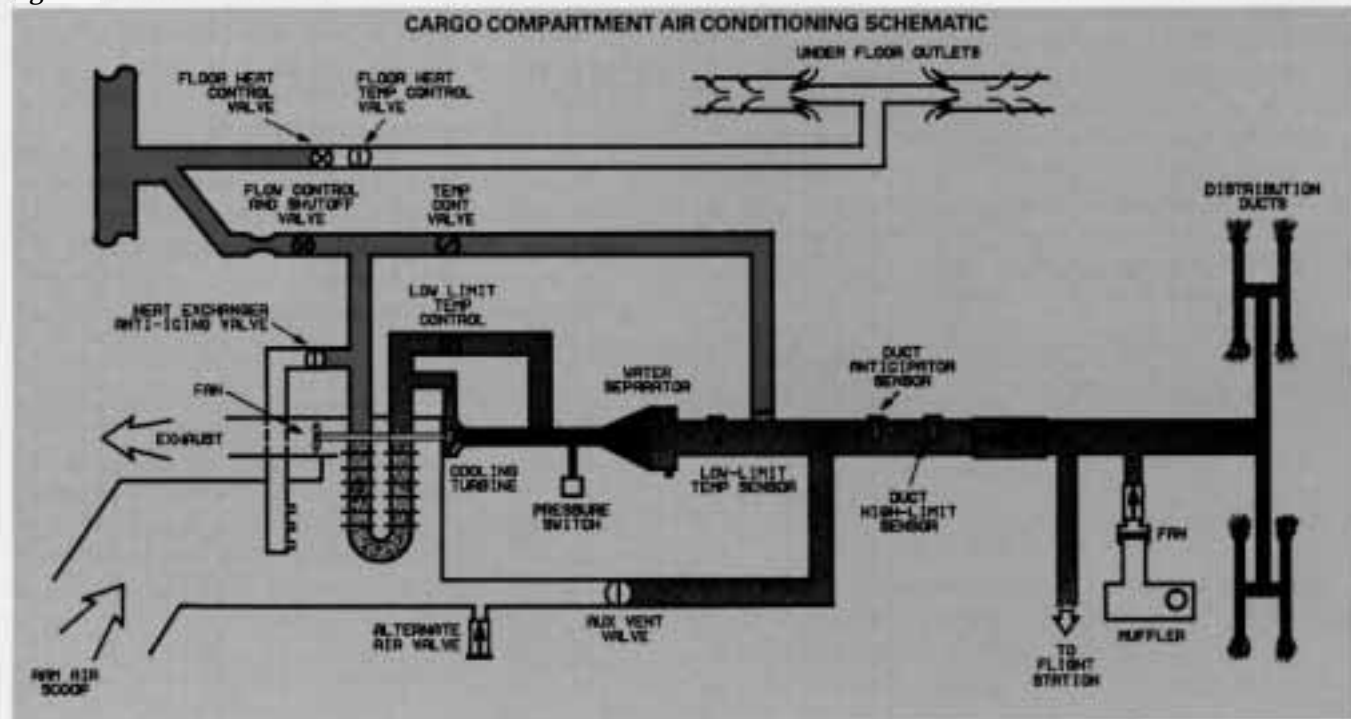 CARGO COMPARTMENT AIR CONDITIONING SCHEMATIC
UNDER FLOOR OUTLETS
FLOOR HEAT
CONTROL
VALVE
FLOOR HEAT
TEMP CONTROL
VALVE
FLOW CONTROL
AND SHUTOFF
VALVE
TEMP
CONT
VALVE
DISTRIBUTION
DUCTS
HEAT EXCHANGER
ANTI-ICING VALVE
LOW LIMIT
TEMP
CONTROL
WATER
SEPARATOR
DUCT
ANTICIPATOR
SENSOR
FAN
EXHAUST
COOLING
TURBINE
PRESSURE
SWITCH
LOW-LIMIT
TEMP SENSOR
DUCT
HIGH-LIMIT
SENSOR
FAN
MUFFLER
ALTERNATE
AIR VALVE
AUX VENT
VALVE
TO
FLIGHT
STATION
RAM AIR
SCOOP